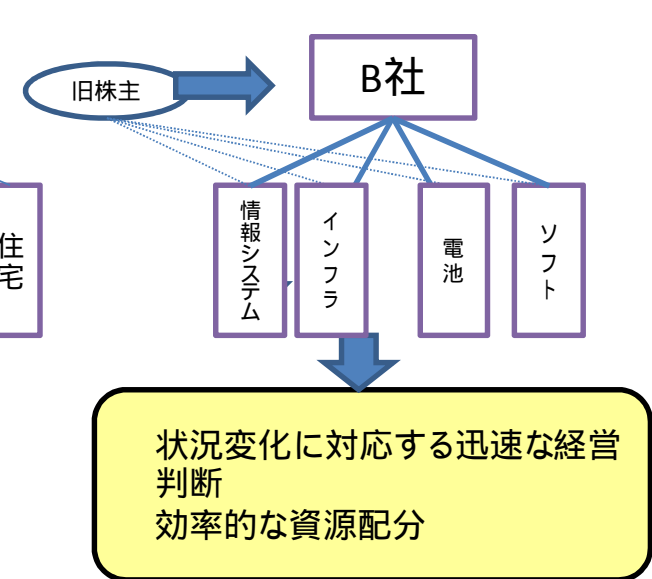 旧株主
B社
住宅
情報システム
インフラ
電池
ソフト
状況変化に対応する迅速な経営
判断
効率的な資源配分